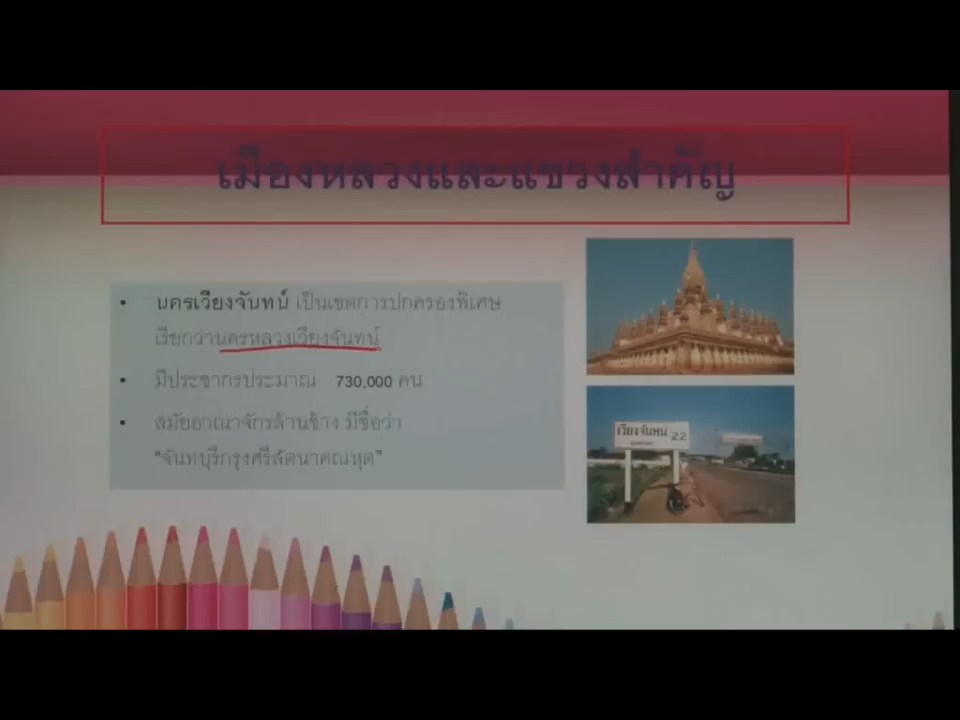 เมืองหลวงและแขวงสำคัญ
• นครเวียงจันทน์ เป็นเขตการปกครองพิเศษ
เรียกว่านครหลวงเวียงจันทน์
• มีประชากรประมาณ 730,000 คน
• สมัยอาณาจักรล้านช้าง มีชื่อว่า
“จันทบุรีกรุงศรีสัตนาคณหุต”
เวียงจันทน์ 22